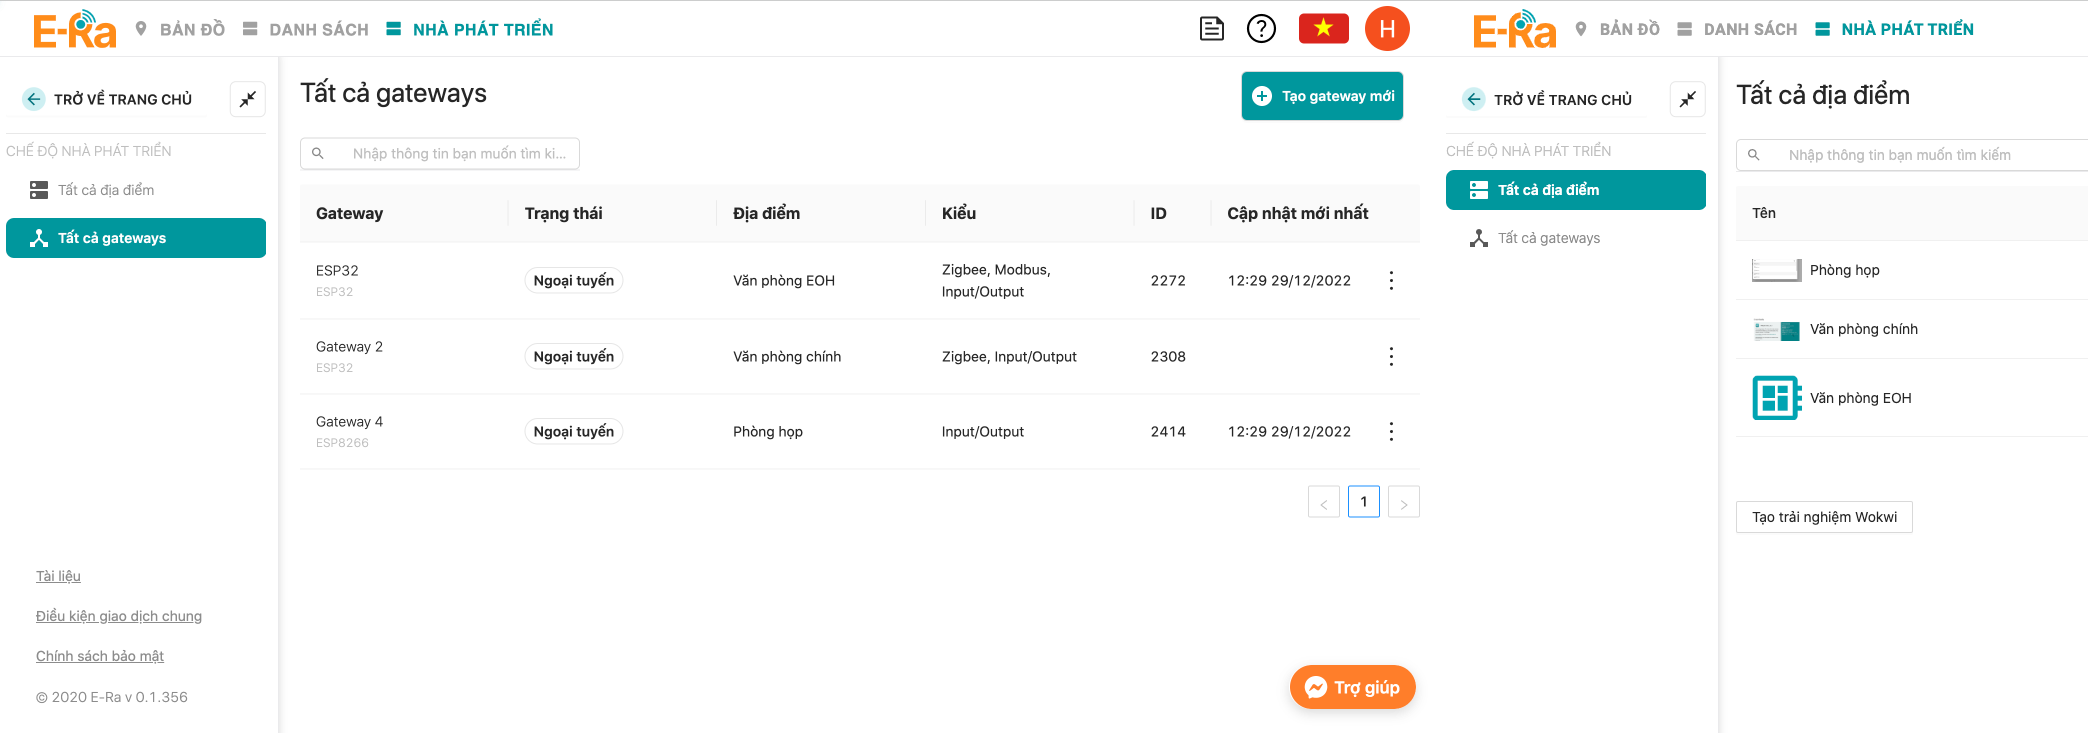 E-Ra BẢN ĐỒ DANH SÁCH NHÀ PHÁT TRIỂN H
TRỞ VỀ TRANG CHỦ
CHẾ ĐỘ NHÀ PHÁT TRIỂN
Tất cả địa điểm
Tất cả gateways
Tài liệu
Điều kiện giao dịch chung
Chính sách bảo mật
© 2020 E-Ra v 0.1.356
Tất cả gateways
Tạo gateway mới
Nhập thông tin bạn muốn tìm ki...
Gateway Trạng thái Địa điểm Kiểu ID Cập nhật mới nhất
ESP32 Ngoại tuyến Văn phòng EOH Zigbee, Modbus, 2272 12:29 29/12/2022
ESP32 Input/Output
Gateway 2 Ngoại tuyến Văn phòng chính Zigbee, Input/Output 2308
ESP32
Gateway 4 Ngoại tuyến Phòng họp Input/Output 2414 12:29 29/12/2022
ESP8266
< 1 >
Trợ giúp
E-Ra BẢN ĐỒ DANH SÁCH NHÀ PHÁT TRIỂN
TRỞ VỀ TRANG CHỦ
CHẾ ĐỘ NHÀ PHÁT TRIỂN
Tất cả địa điểm
Tất cả gateways
Tất cả địa điểm
Nhập thông tin bạn muốn tìm kiếm
Tên
Phòng họp
Văn phòng chính
Văn phòng EOH
Tạo trải nghiệm Wokwi